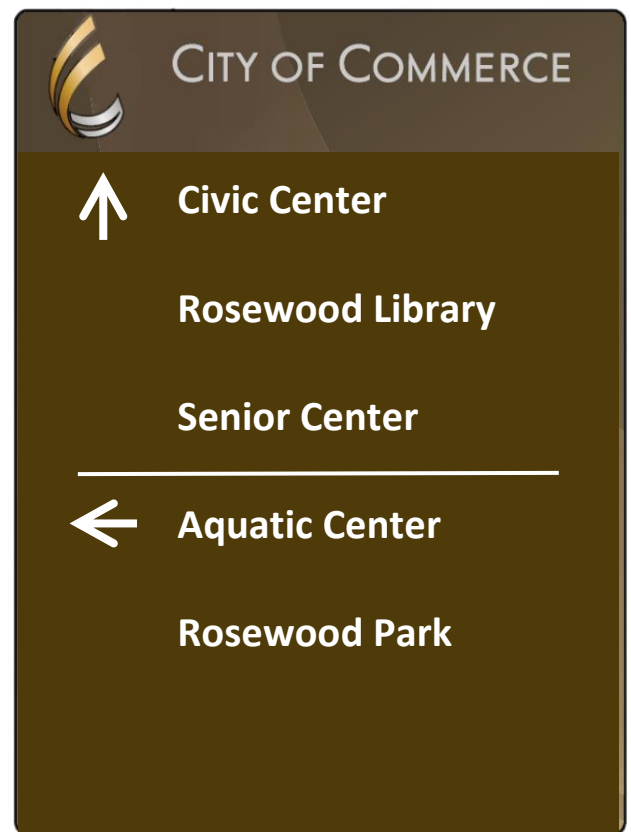 CITY OF COMMERCE
Civic Center
Rosewood Library
Senior Center
Aquatic Center
Rosewood Park